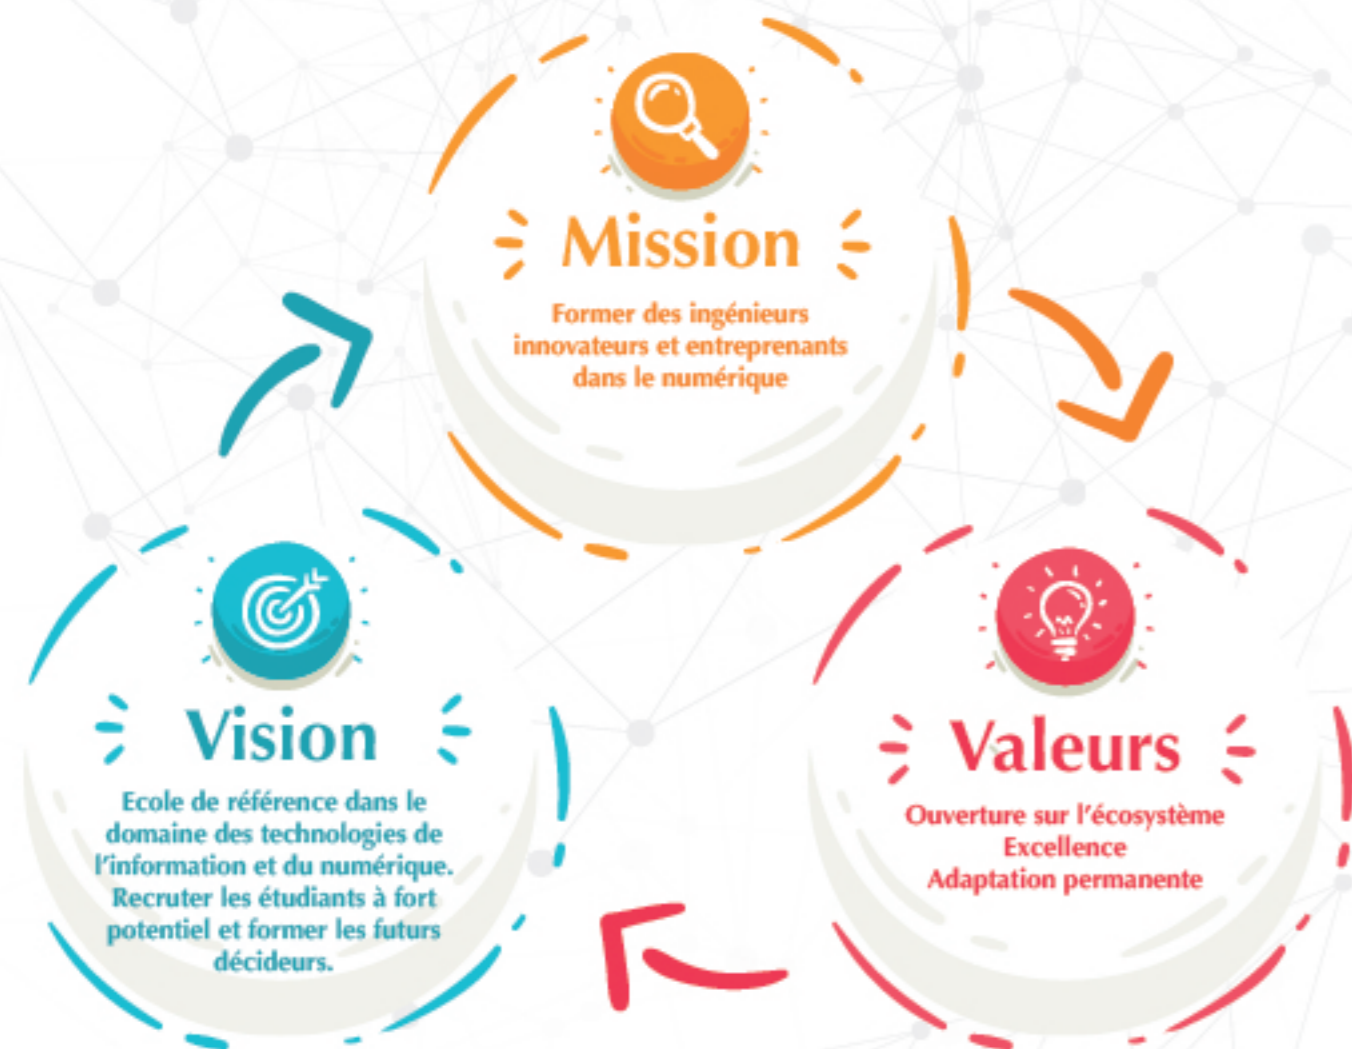 Mission
Former des ingénieurs
innovateurs et entreprenants
dans le numérique
Vision
Ecole de référence dans le
domaine des technologies de
l'information et du numérique.
Recruter les étudiants à fort
potentiel et former les futurs
décideurs.
Valeurs
Ouverture sur l'écosystème
Excellence
Adaptation permanente